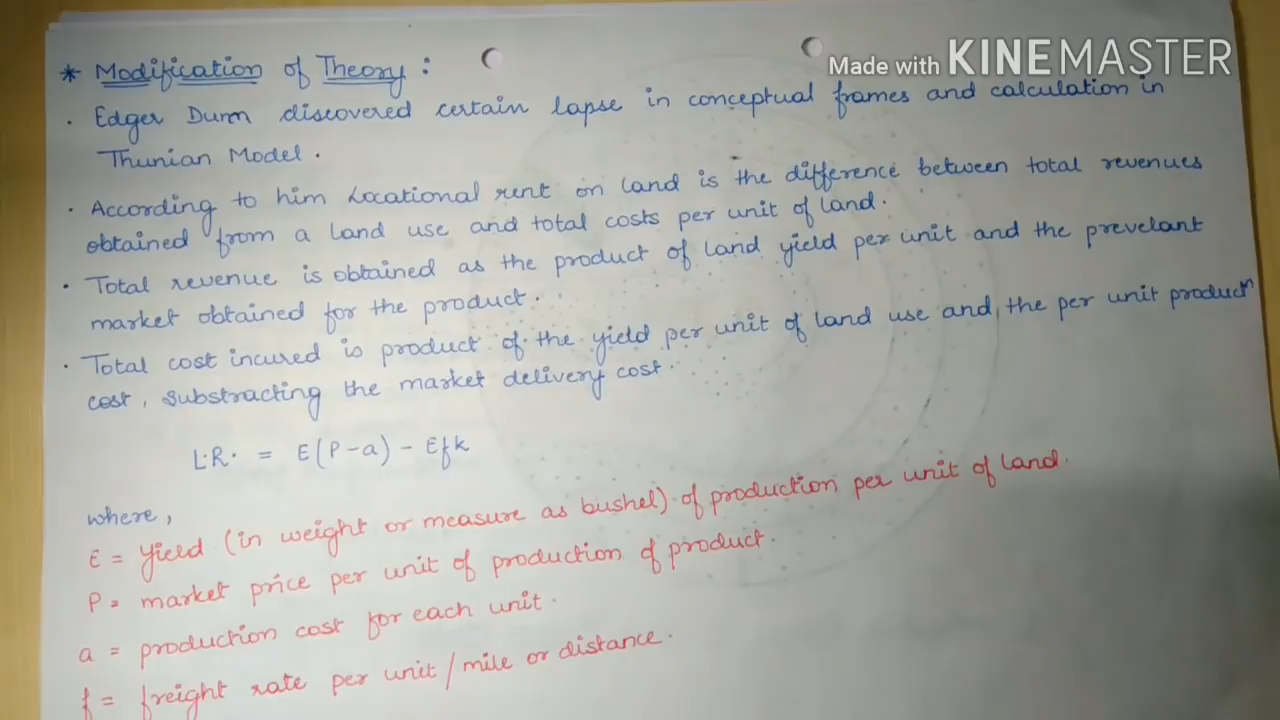 Made with KINEMASTER
* Modification of Theory :
· Edger Dunn discovered certain lapse in conceptual frames and calculation in
Thunian Model.
· According to him Locational rent on land is the difference between total revenues
obtained from a land use and total costs per unit of land.
· Total revenue is obtained as the product of land yield per unit and the prevelant
market obtained for the product.
· Total cost incured is product of the yield per unit of land use and the per unit productn
cost, substracting the market delivery cost.
L.R. = E(P-a) - Efk
where,
E = yield (in weight or measure as bushel) of production per unit of land.
P = market price per unit of production of product.
a = production cost for each unit.
f = freight rate per unit/mile or distance.